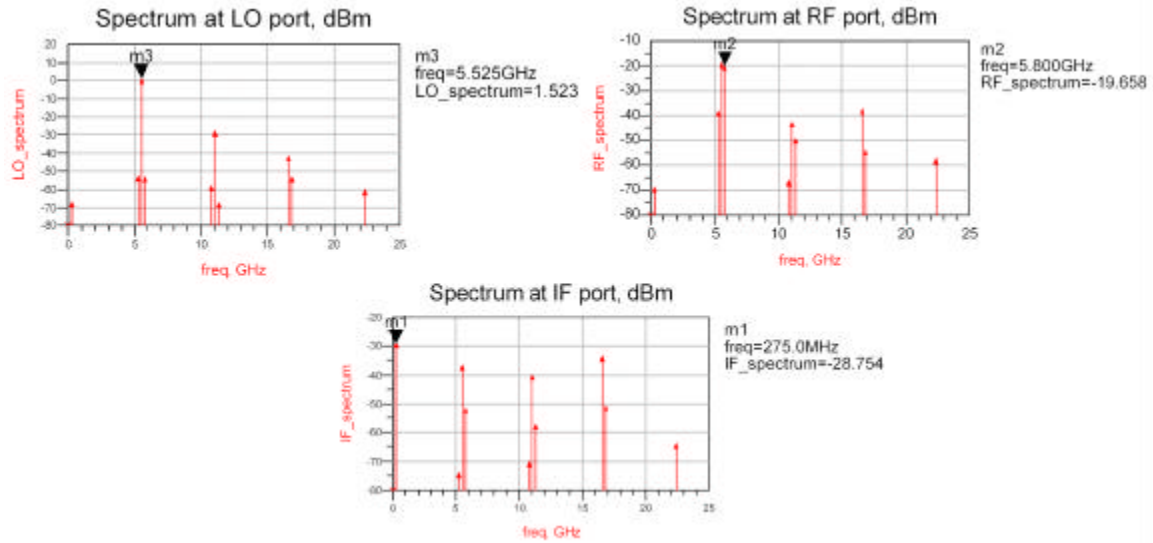 Spectrum at LO port, dBm
m3
20
10
0
-10
-20
-30
-40
-50
-60
-70
-80
LO_spectrum
0
5
10
15
20
25
freq, GHz
m3
freq=5.525GHz
LO_spectrum=1.523
Spectrum at RF port, dBm
m2
-10
-20
-30
-40
-50
-60
-70
-80
RF_spectrum
0
5
10
15
20
25
freq, GHz
m2
freq=5.800GHz
RF_spectrum=-19.658
Spectrum at IF port, dBm
m1
-20
-30
-40
-50
-60
-70
-80
IF_spectrum
0
5
10
15
20
25
freq, GHz
m1
freq=275.0MHz
IF_spectrum=-28.754